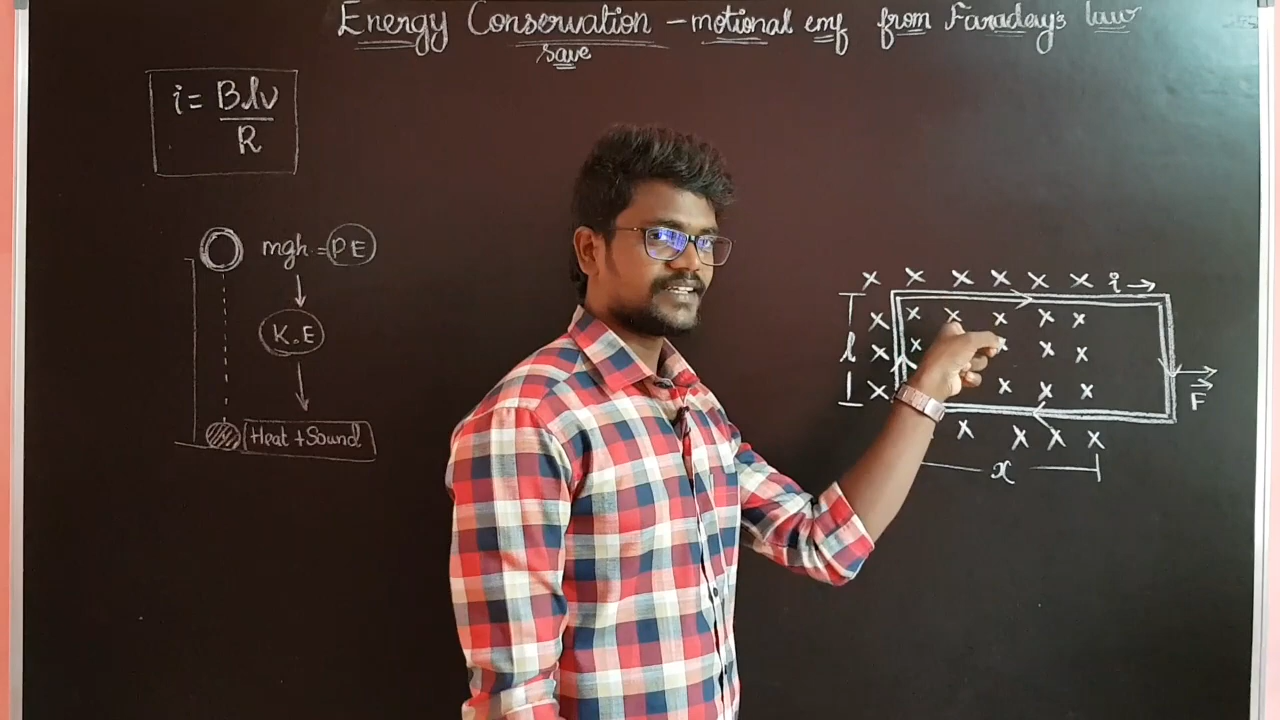 Energy Conservation - motional emf from Faraday's law
save
i = Blv
R
mgh = PE
K.E
Heat + Sound
x x x x x x i →
x x x x x
l x x x x
x x x x
F
x x x x
x